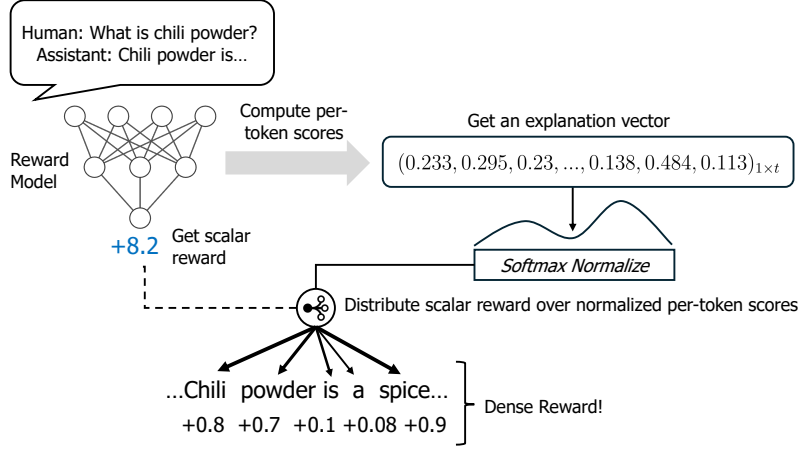 Human: What is chili powder?
Assistant: Chili powder is…
Reward
Model
Compute per-
token scores
Get an explanation vector
(0.233, 0.295, 0.23, ..., 0.138, 0.484, 0.113)1×t
+8.2
Get scalar
reward
Softmax Normalize
Distribute scalar reward over normalized per-token scores
…Chili powder is a spice…
+0.8 +0.7 +0.1 +0.08 +0.9
Dense Reward!